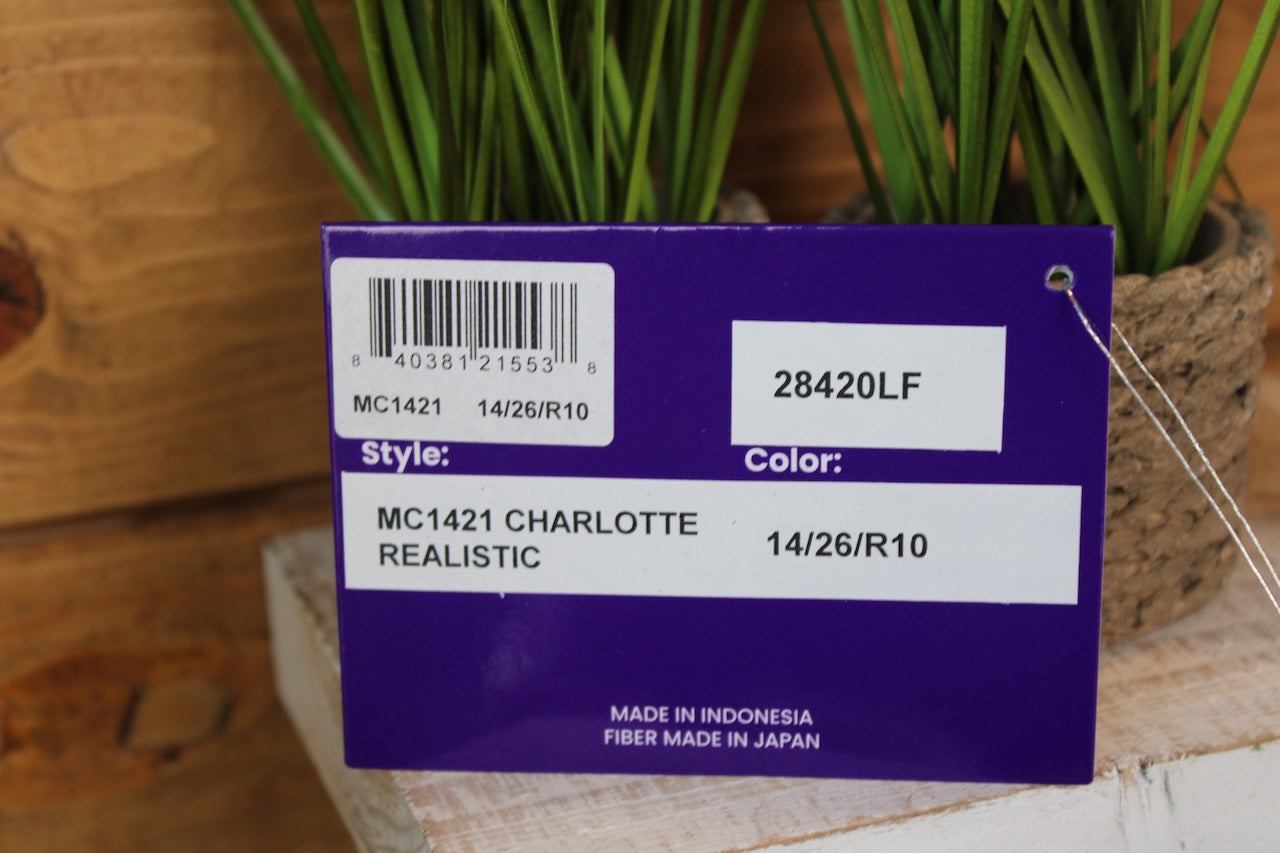 8 40381 21553 8
MC1421 14/26/R10
28420LF
Style:
Color:
MC1421 CHARLOTTE
REALISTIC
14/26/R10
MADE IN INDONESIA
FIBER MADE IN JAPAN